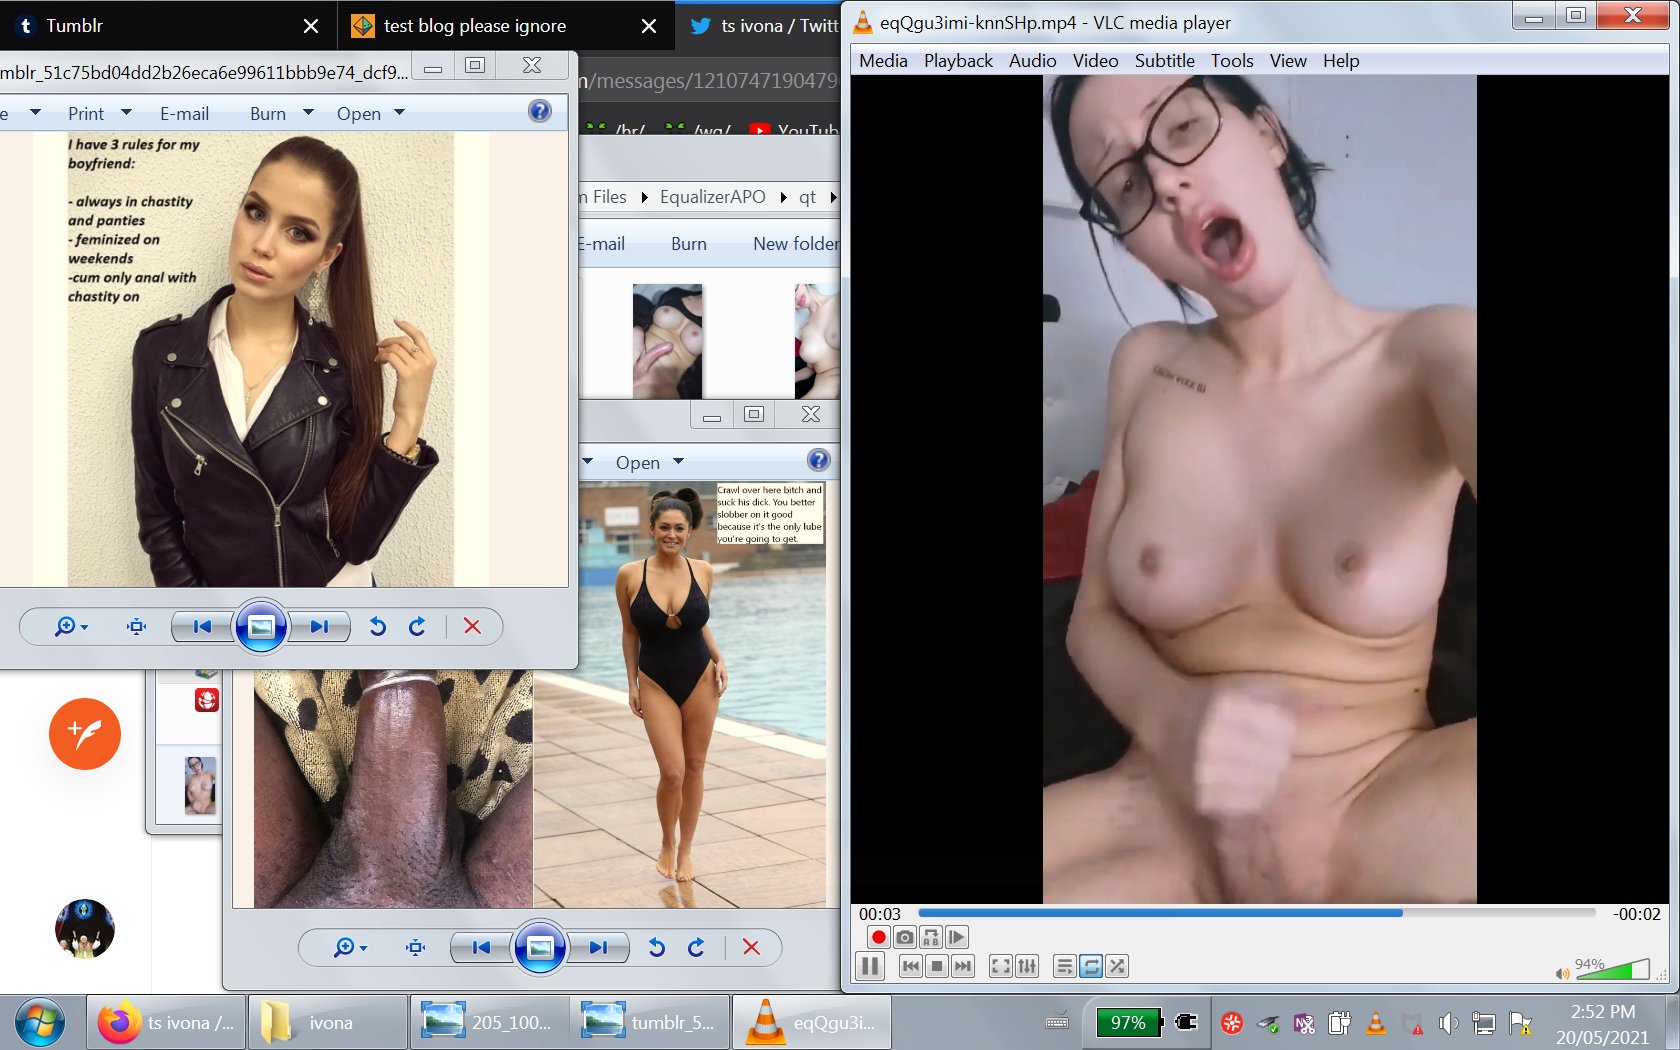 Tumblr
test blog please ignore
ts ivona / Twitt
mblr_51c75bd04dd2b26eca6e99611bbb9e74_dcf9...
e Print E-mail Burn Open
I have 3 rules for my
boyfriend:
- always in chastity
and panties
- feminized on
weekends
-cum only anal with
chastity on
/messages/121074719047
/hr/ /wg/ YouTub
m Files EqualizerAPO qt
E-mail Burn New folder
Open
Crawl over here bitch and
suck his dick. You better
slobber on it good
because it's the only lube
you're going to get.
eqQgu3imi-knnSHp.mp4 - VLC media player
Media Playback Audio Video Subtitle Tools View Help
00:03 -00:02
94%
ts ivona /...
ivona
205_100...
tumblr_5...
eqQgu3i...
97%
2:52 PM
20/05/2021